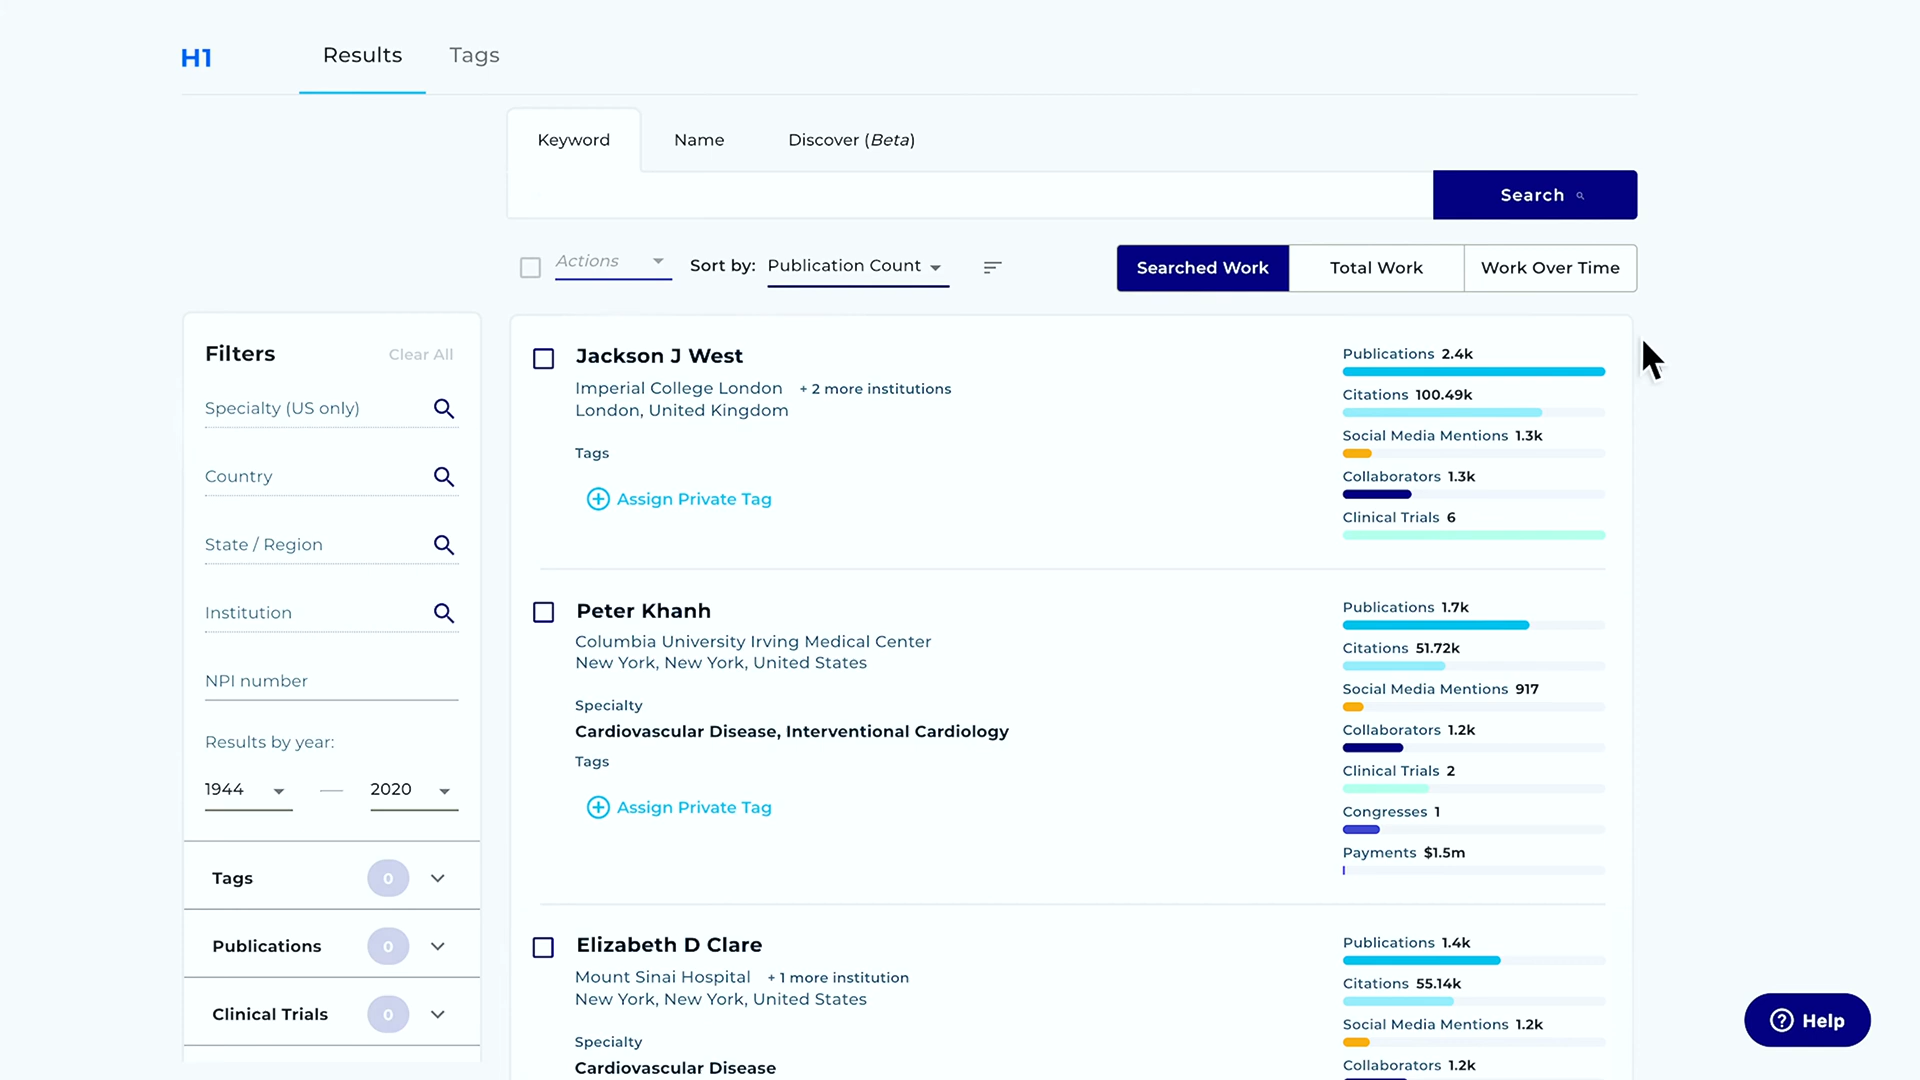 H1
Results
Tags
Keyword
Name
Discover (Beta)
Search
Actions
Sort by: Publication Count
Searched Work
Total Work
Work Over Time
Filters
Clear All
Specialty (US only)
Country
State / Region
Institution
NPI number
Results by year:
1944 — 2020
Tags 0
Publications 0
Clinical Trials 0
Jackson J West
Imperial College London + 2 more institutions
London, United Kingdom
Tags
Assign Private Tag
Publications 2.4k
Citations 100.49k
Social Media Mentions 1.3k
Collaborators 1.3k
Clinical Trials 6
Peter Khanh
Columbia University Irving Medical Center
New York, New York, United States
Specialty
Cardiovascular Disease, Interventional Cardiology
Tags
Assign Private Tag
Publications 1.7k
Citations 51.72k
Social Media Mentions 917
Collaborators 1.2k
Clinical Trials 2
Congresses 1
Payments $1.5m
Elizabeth D Clare
Mount Sinai Hospital + 1 more institution
New York, New York, United States
Specialty
Cardiovascular Disease
Publications 1.4k
Citations 55.14k
Social Media Mentions 1.2k
Collaborators 1.2k
? Help